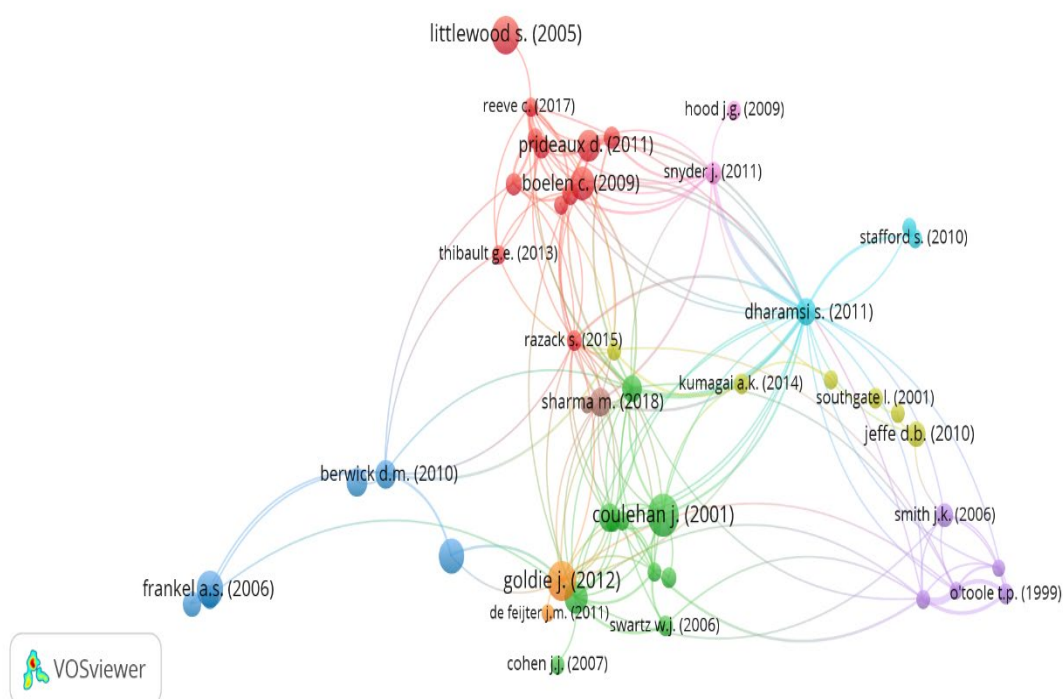 littlewood s. (2005)
reeve c. (2017)
hood j.g. (2009)
prideaux d. (2011)
snyder j. (2011)
boelen c. (2009)
stafford s. (2010)
thibault g.e. (2013)
dharamsi s. (2011)
razack s. (2015)
kumagai a.k. (2014)
southgate l. (2001)
sharma m. (2018)
jeffe d.b. (2010)
berwick d.m. (2010)
coulehan j. (2001)
smith j.k. (2006)
goldie j. (2012)
frankel a.s. (2006)
o'toole t.p. (1999)
de feijter j.m. (2011)
swartz w.j. (2006)
cohen j.j. (2007)
VOSviewer